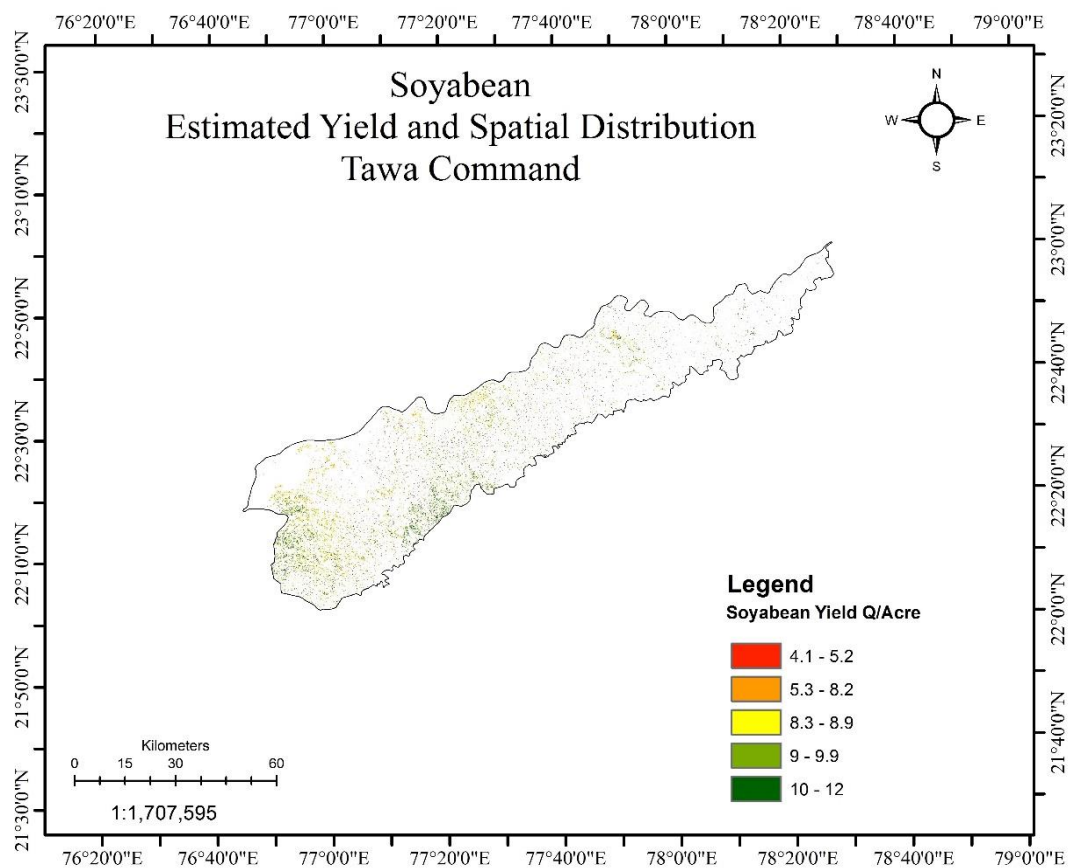 76°20'0"E 76°40'0"E 77°0'0"E 77°20'0"E 77°40'0"E 78°0'0"E 78°20'0"E 78°40'0"E 79°0'0"E
Soyabean
Estimated Yield and Spatial Distribution
Tawa Command
N
W E
S
23°30'0"N
23°10'0"N
22°50'0"N
22°30'0"N
22°10'0"N
21°50'0"N
21°30'0"N
23°20'0"N
23°0'0"N
22°40'0"N
22°20'0"N
22°0'0"N
21°40'0"N
Legend
Soyabean Yield Q/Acre
4.1 - 5.2
5.3 - 8.2
8.3 - 8.9
9 - 9.9
10 - 12
Kilometers
0 15 30 60
1:1,707,595
76°20'0"E 76°40'0"E 77°0'0"E 77°20'0"E 77°40'0"E 78°0'0"E 78°20'0"E 78°40'0"E 79°0'0"E